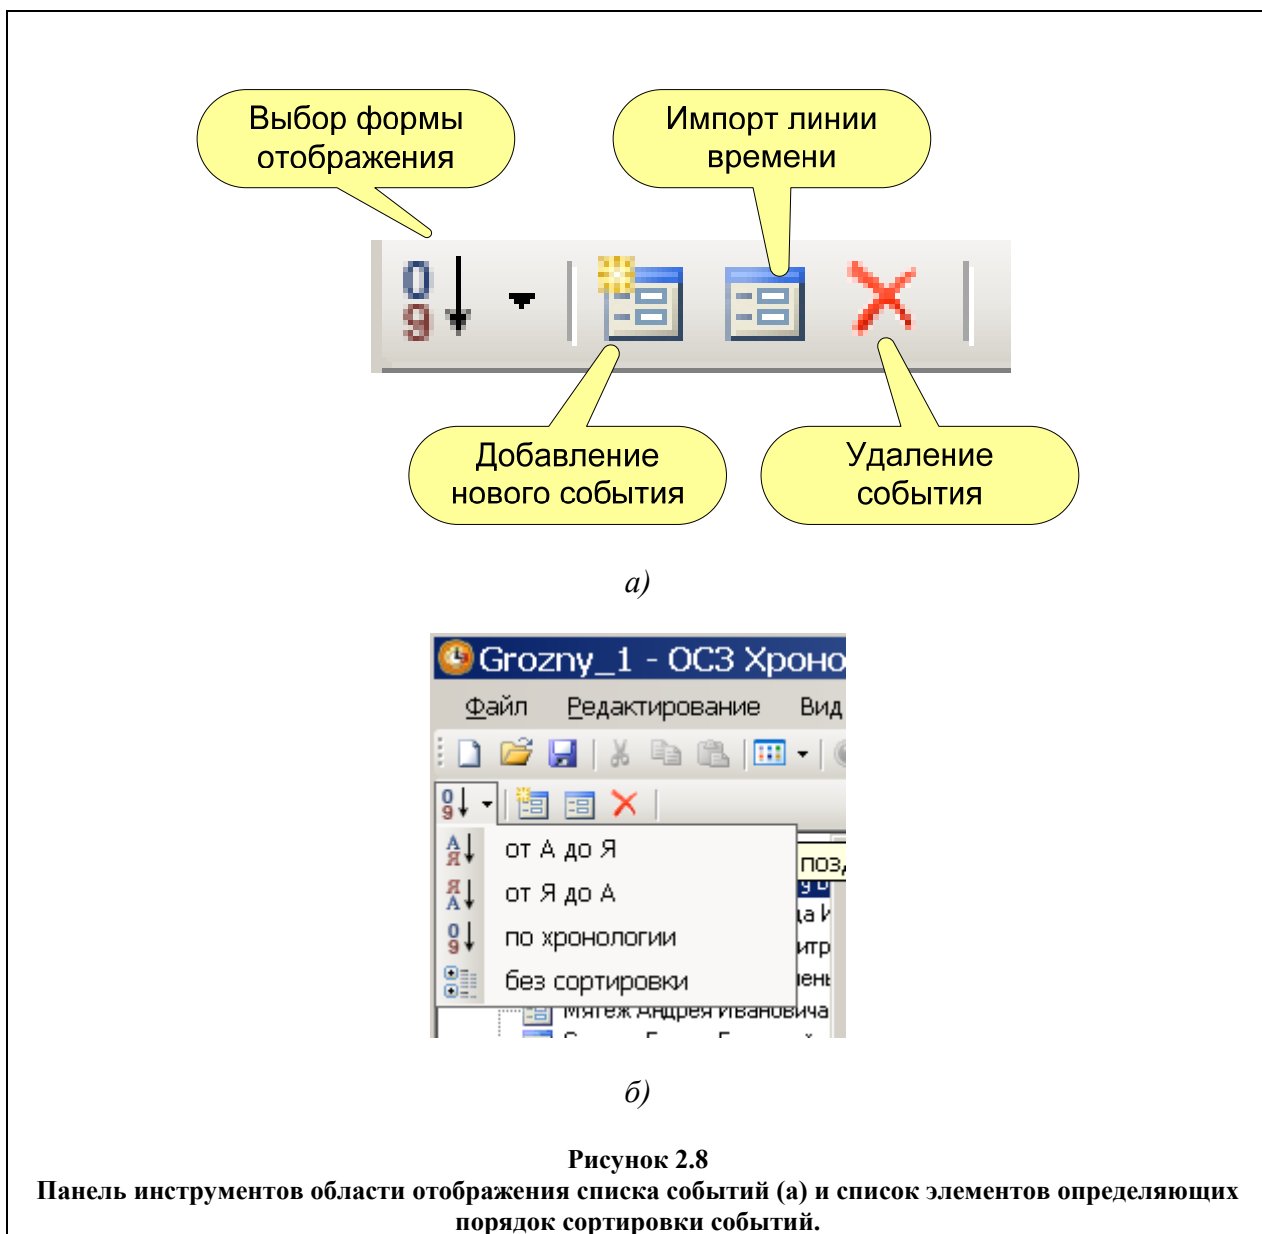 Выбор формы
отображения
Импорт линии
времени
Добавление
нового события
Удаление
события
а)
Grozny_1 - ОС3 Хроно
Файл Редактирование Вид
от А до Я
от Я до А
по хронологии
без сортировки
Мятеж Андрея Ивановича
б)
Рисунок 2.8
Панель инструментов области отображения списка событий (а) и список элементов определяющих
порядок сортировки событий.